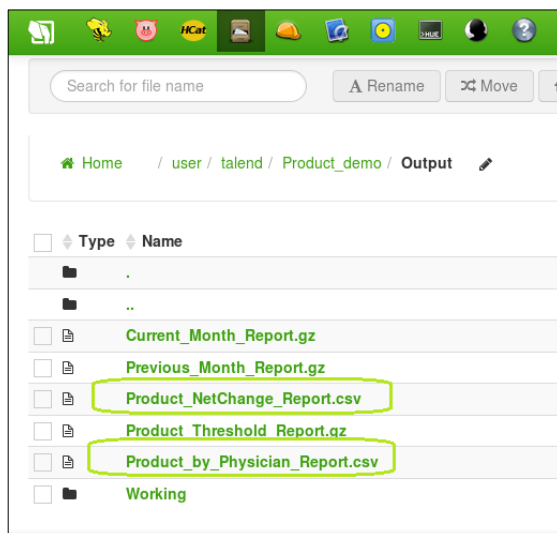 HCat
HUE
Search for file name
A Rename
Move
Home / user / talend / Product_demo / Output
Type Name
.
..
Current_Month_Report.gz
Previous_Month_Report.gz
Product_NetChange_Report.csv
Product_Threshold_Report.gz
Product_by_Physician_Report.csv
Working